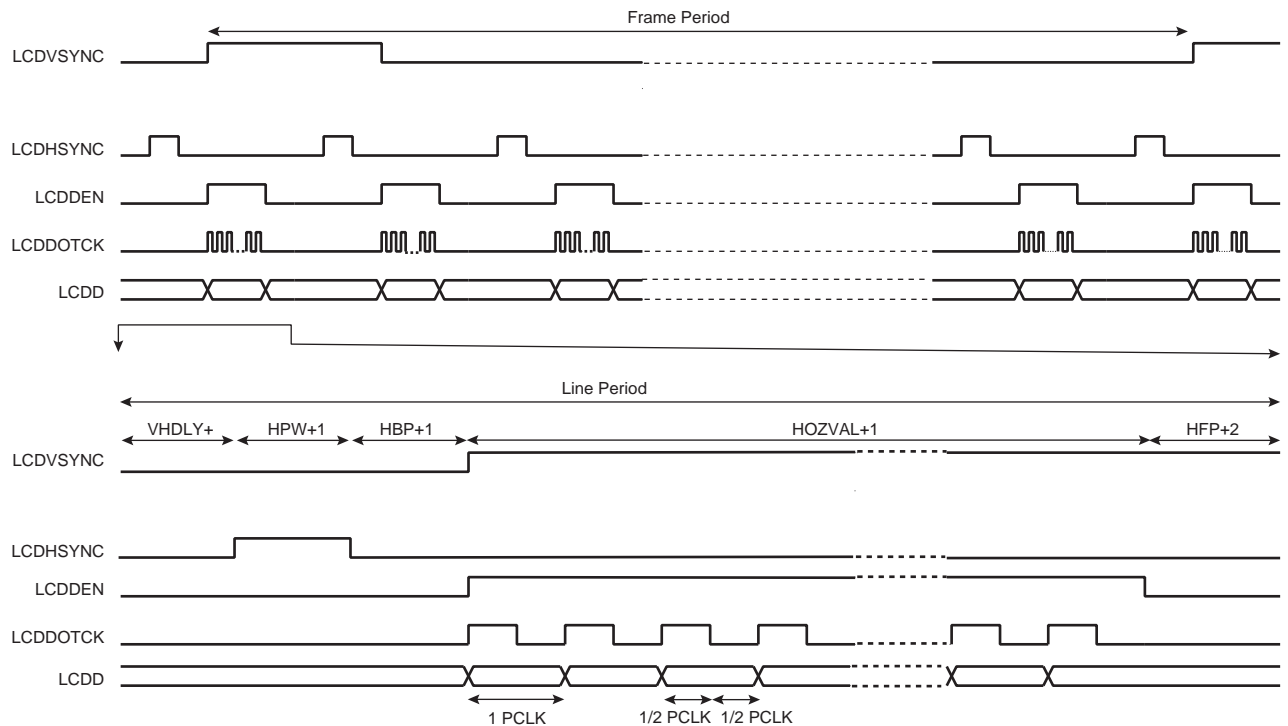 Frame Period
LCDVSYNC
LCDHSYNC
LCDDEN
LCDDOTCK
LCDD
Line Period
VHDLY+ HPW+1 HBP+1 HOZVAL+1 HFP+2
LCDVSYNC
LCDHSYNC
LCDDEN
LCDDOTCK
LCDD
1 PCLK 1/2 PCLK 1/2 PCLK